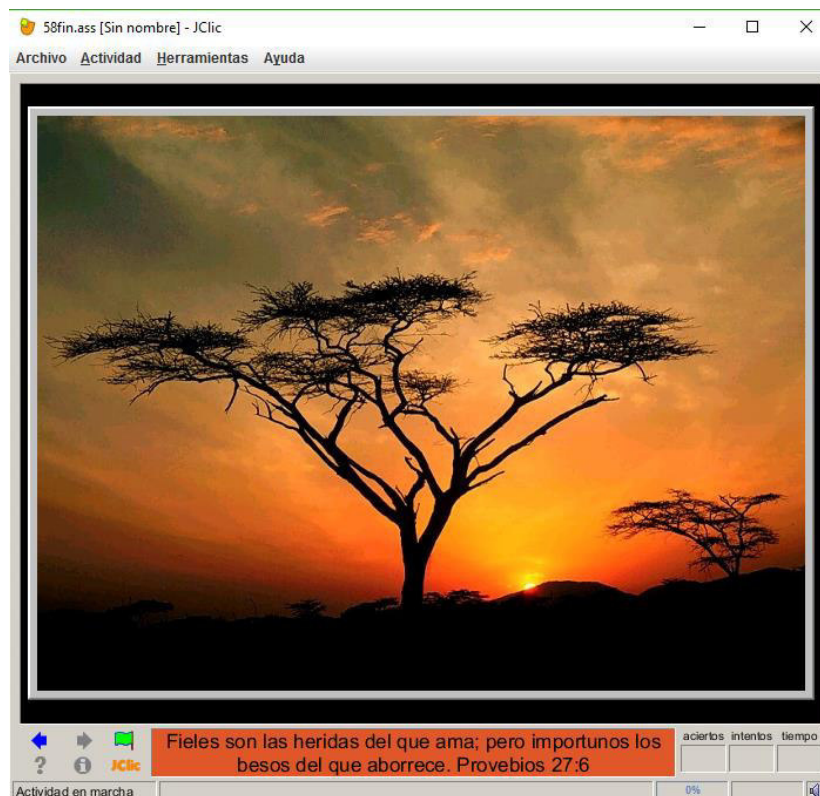 58fin.ass [Sin nombre] - JClic
Archivo Actividad Herramientas Ayuda
Fieles son las heridas del que ama; pero importunos los
besos del que aborrece. Provebios 27:6
aciertos intentos tiempo
JClic
Actividad en marcha
0%